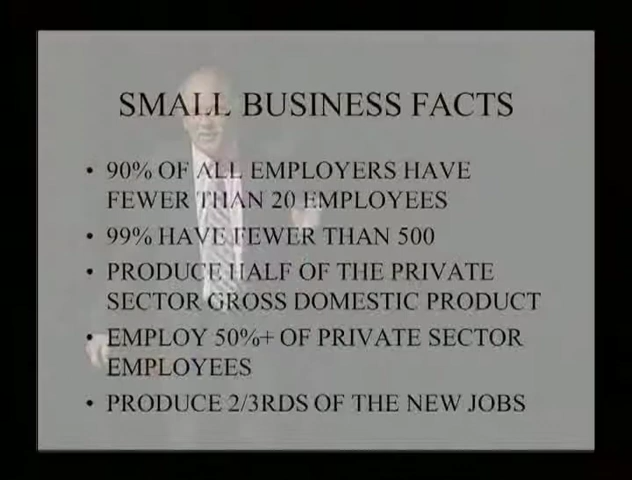 SMALL BUSINESS FACTS
• 90% OF ALL EMPLOYERS HAVE
FEWER THAN 20 EMPLOYEES
• 99% HAVE FEWER THAN 500
• PRODUCE HALF OF THE PRIVATE
SECTOR GROSS DOMESTIC PRODUCT
• EMPLOY 50%+ OF PRIVATE SECTOR
EMPLOYEES
• PRODUCE 2/3RDS OF THE NEW JOBS